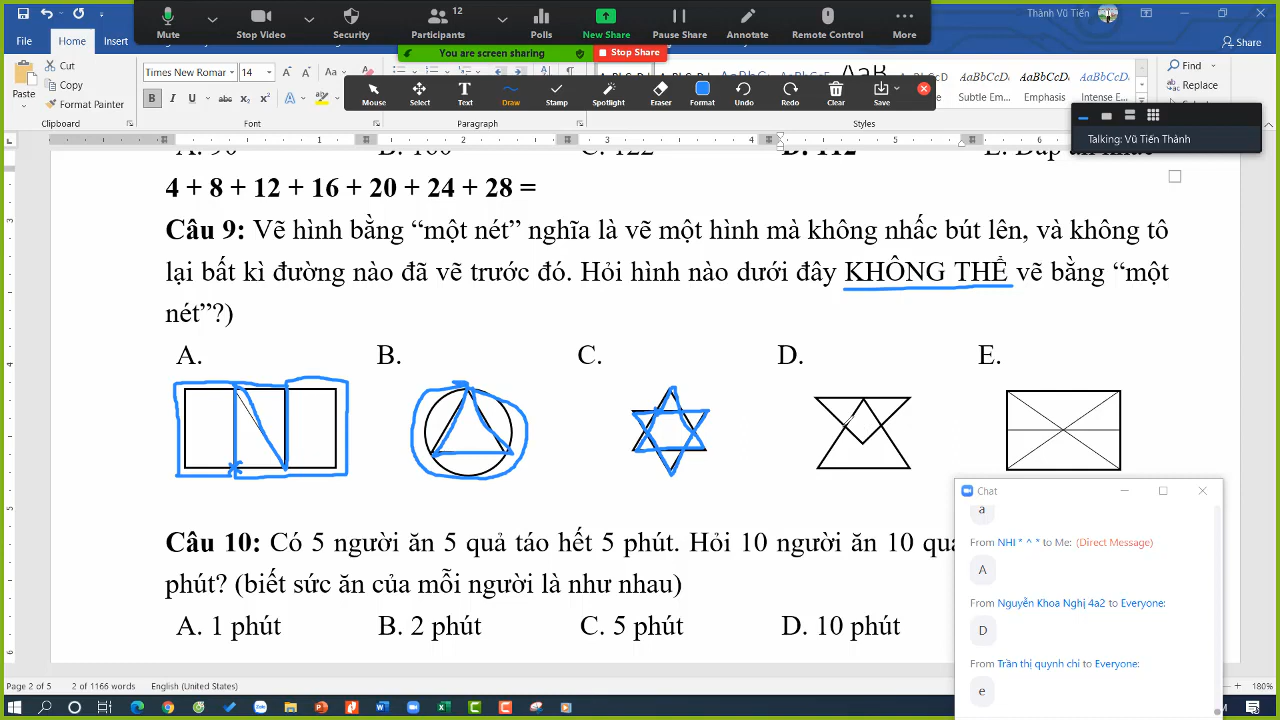 Thành Vũ Tiến
Mute
Stop Video
Security
12
Participants
Polls
New Share
Pause Share
Annotate
Remote Control
More
You are screen sharing
Stop Share
File
Home
Insert
Share
Paste
Cut
Copy
Format Painter
Clipboard
Times New Roman
14
Font
Paragraph
Mouse
Select
Text
Draw
Stamp
Spotlight
Eraser
Format
Undo
Redo
Clear
Save
AaBbCcDc
AaBbCcDc
AaBbCcDc
Subtle Em...
Emphasis
Intense E...
Styles
Find
Replace
Talking: Vũ Tiến Thành
4 + 8 + 12 + 16 + 20 + 24 + 28 =
Câu 9: Vẽ hình bằng “một nét” nghĩa là vẽ một hình mà không nhấc bút lên, và không tô
lại bất kì đường nào đã vẽ trước đó. Hỏi hình nào dưới đây KHÔNG THỂ vẽ bằng “một
nét”?)
A. B. C. D. E.
Câu 10: Có 5 người ăn 5 quả táo hết 5 phút. Hỏi 10 người ăn 10
phút? (biết sức ăn của mỗi người là như nhau)
A. 1 phút B. 2 phút C. 5 phút D. 10 phút
Chat
a
From NHI * ^ * to Me: (Direct Message)
A
From Nguyễn Khoa Nghị 4a2 to Everyone:
D
From Trần thị quỳnh chi to Everyone:
e
Page 2 of 5
2 of 1166 words
English (United States)
180%